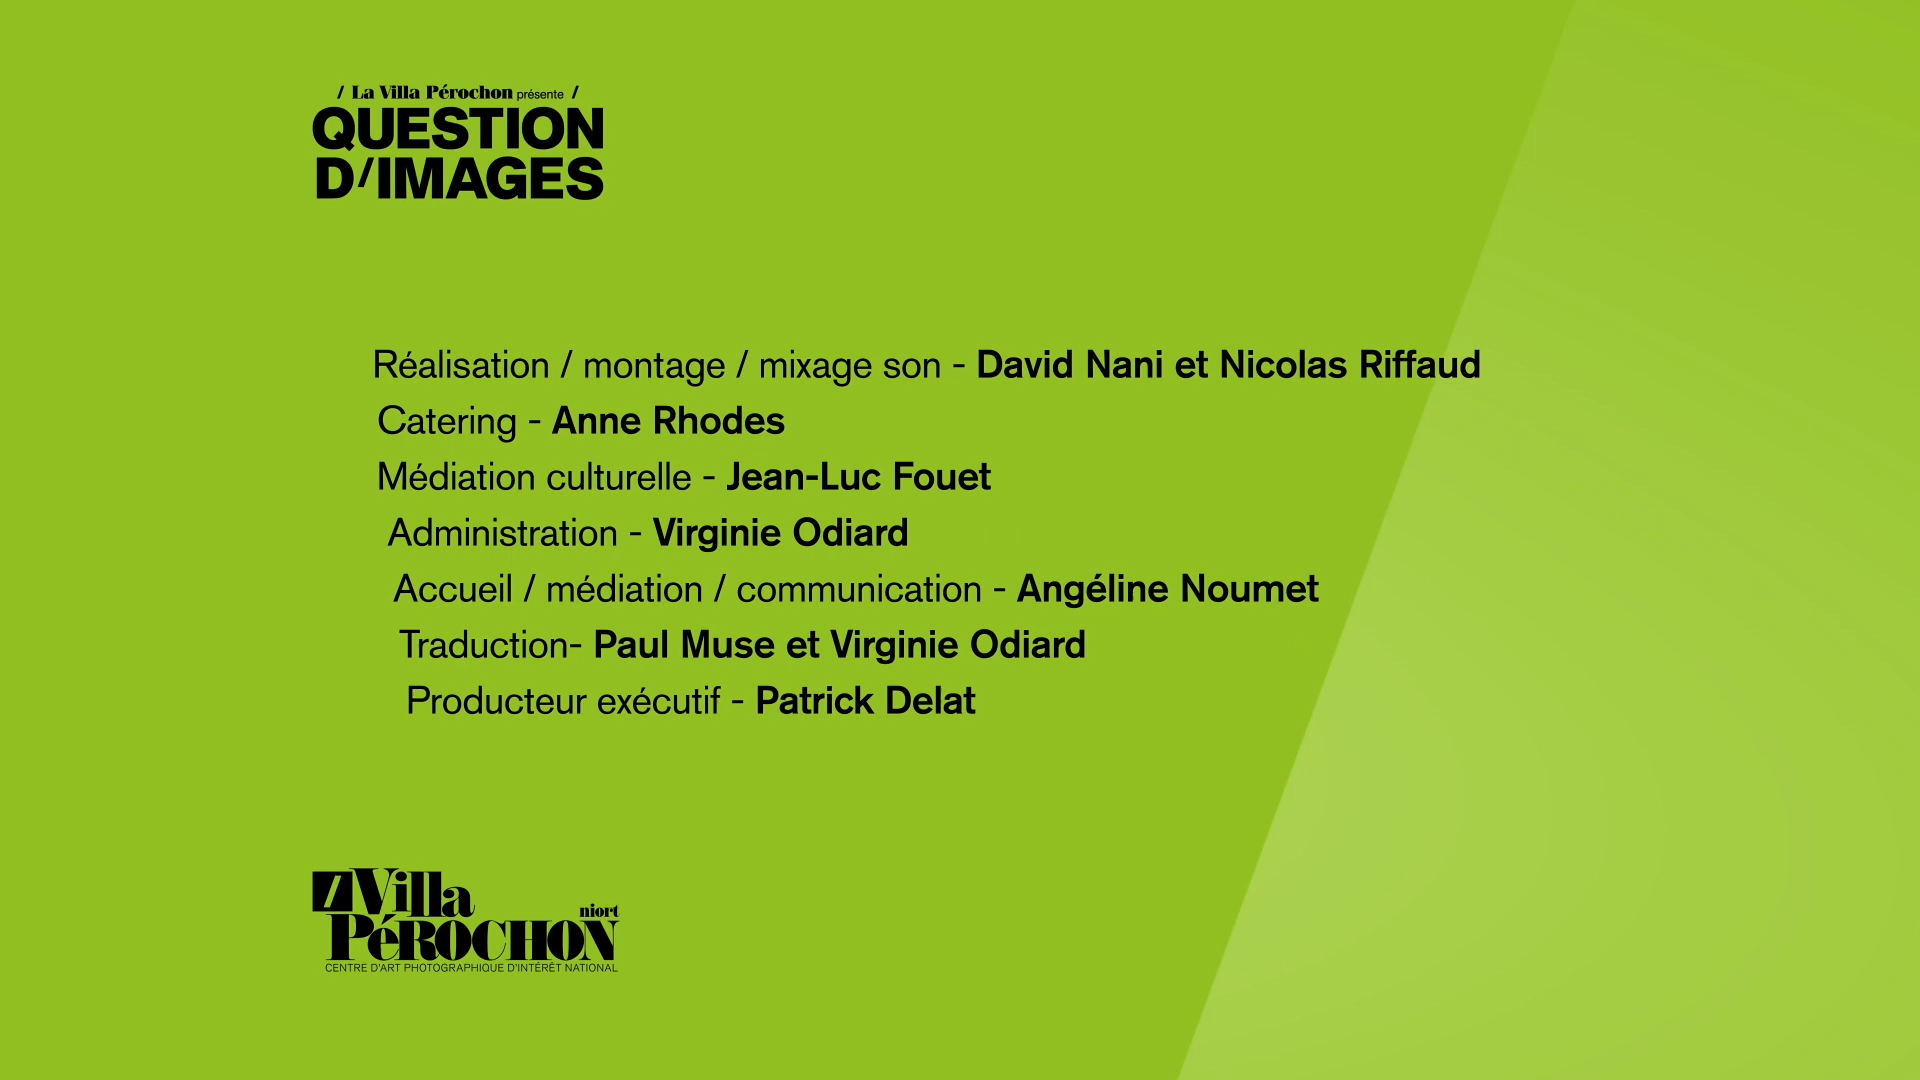 / La Villa Pérochon présente /
QUESTION
D/IMAGES
Réalisation / montage / mixage son - David Nani et Nicolas Riffaud
Catering - Anne Rhodes
Médiation culturelle - Jean-Luc Fouet
Administration - Virginie Odiard
Accueil / médiation / communication - Angéline Noumet
Traduction- Paul Muse et Virginie Odiard
Producteur exécutif - Patrick Delat
/ Villa
niort
PéROCHON
CENTRE D'ART PHOTOGRAPHIQUE D'INTÉRÊT NATIONAL